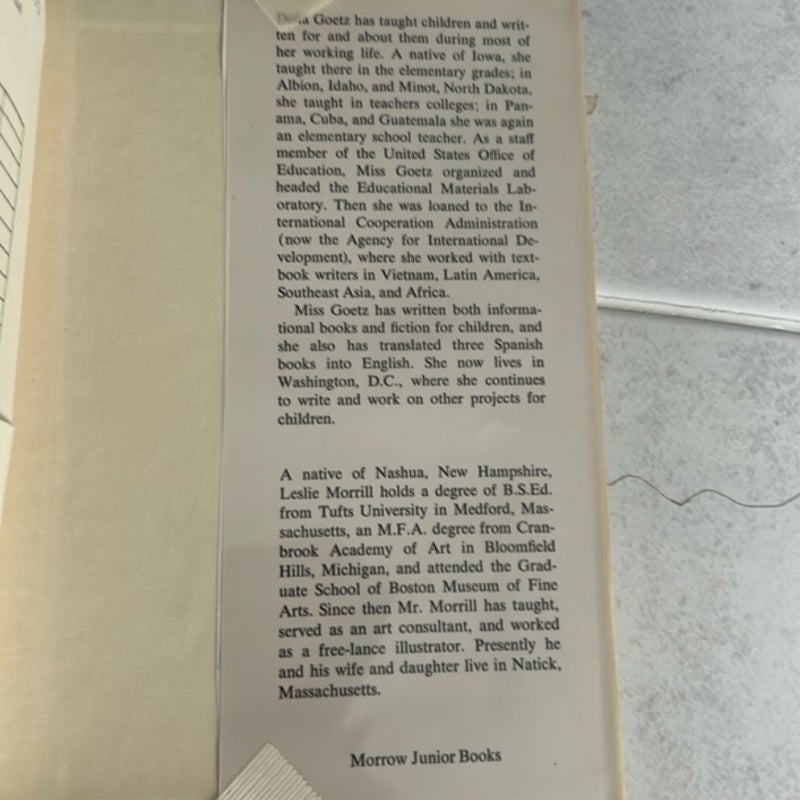 Goetz has taught children and writ-
ten for and about them during most of
her working life. A native of Iowa, she
taught there in the elementary grades; in
Albion, Idaho, and Minot, North Dakota,
she taught in teachers colleges; in Pan-
ama, Cuba, and Guatemala she was again
an elementary school teacher. As a staff
member of the United States Office of
Education, Miss Goetz organized and
headed the Educational Materials Lab-
oratory. Then she was loaned to the In-
ternational Cooperation Administration
(now the Agency for International De-
velopment), where she worked with text-
book writers in Vietnam, Latin America,
Southeast Asia, and Africa.
Miss Goetz has written both informa-
tional books and fiction for children, and
she also has translated three Spanish
books into English. She now lives in
Washington, D.C., where she continues
to write and work on other projects for
children.
A native of Nashua, New Hampshire,
Leslie Morrill holds a degree of B.S.Ed.
from Tufts University in Medford, Mas-
sachusetts, an M.F.A. degree from Cran-
brook Academy of Art in Bloomfield
Hills, Michigan, and attended the Grad-
uate School of Boston Museum of Fine
Arts. Since then Mr. Morrill has taught,
served as an art consultant, and worked
as a free-lance illustrator. Presently he
and his wife and daughter live in Natick,
Massachusetts.
Morrow Junior Books